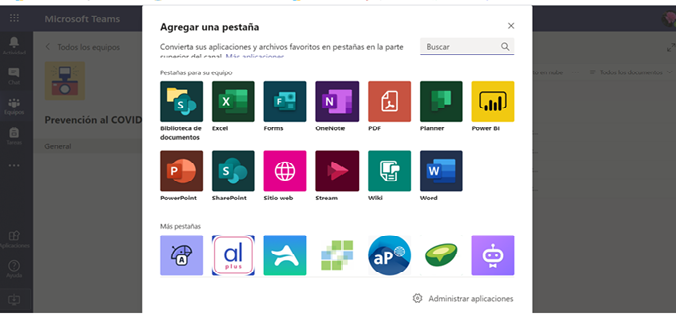 Microsoft Teams
Agregar una pestaña
Convierta sus aplicaciones y archivos favoritos en pestañas en la parte
superior del canal. Más aplicaciones
Buscar
Todos los equipos
Todos los documentos
Actividad
Chat
Equipos
Prevención al COVID
General
Pestañas para su equipo
Biblioteca de documentos
Excel
Forms
OneNote
PDF
Planner
Power BI
PowerPoint
SharePoint
Sitio web
Stream
Wiki
Word
Más pestañas
al
plus
aP
Aplicaciones
Ayuda
Administrar aplicaciones